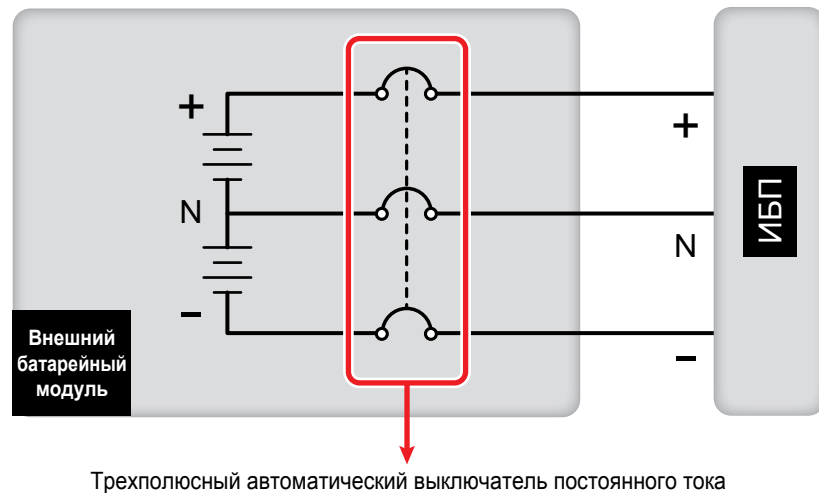 +
+
N
N
ИБП
−
−
Внешний
батарейный
модуль
Трехполюсный автоматический выключатель постоянного тока